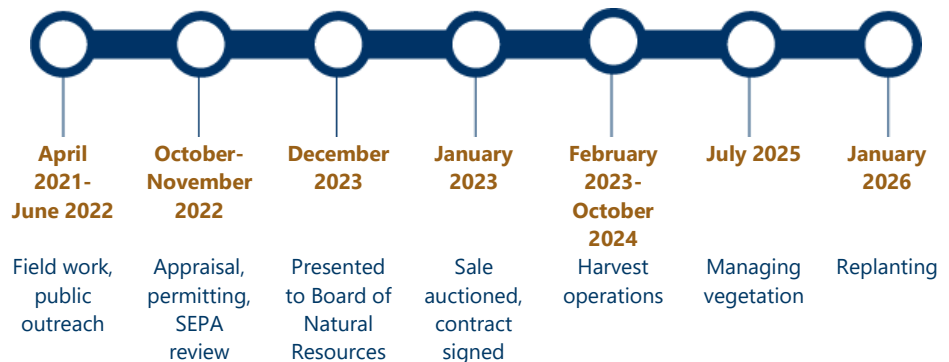 April
2021-
June 2022
Field work,
public
outreach
October-
November
2022
Appraisal,
permitting,
SEPA
review
December
2023
Presented
to Board of
Natural
Resources
January
2023
Sale
auctioned,
contract
signed
February
2023-
October
2024
Harvest
operations
July 2025
Managing
vegetation
January
2026
Replanting